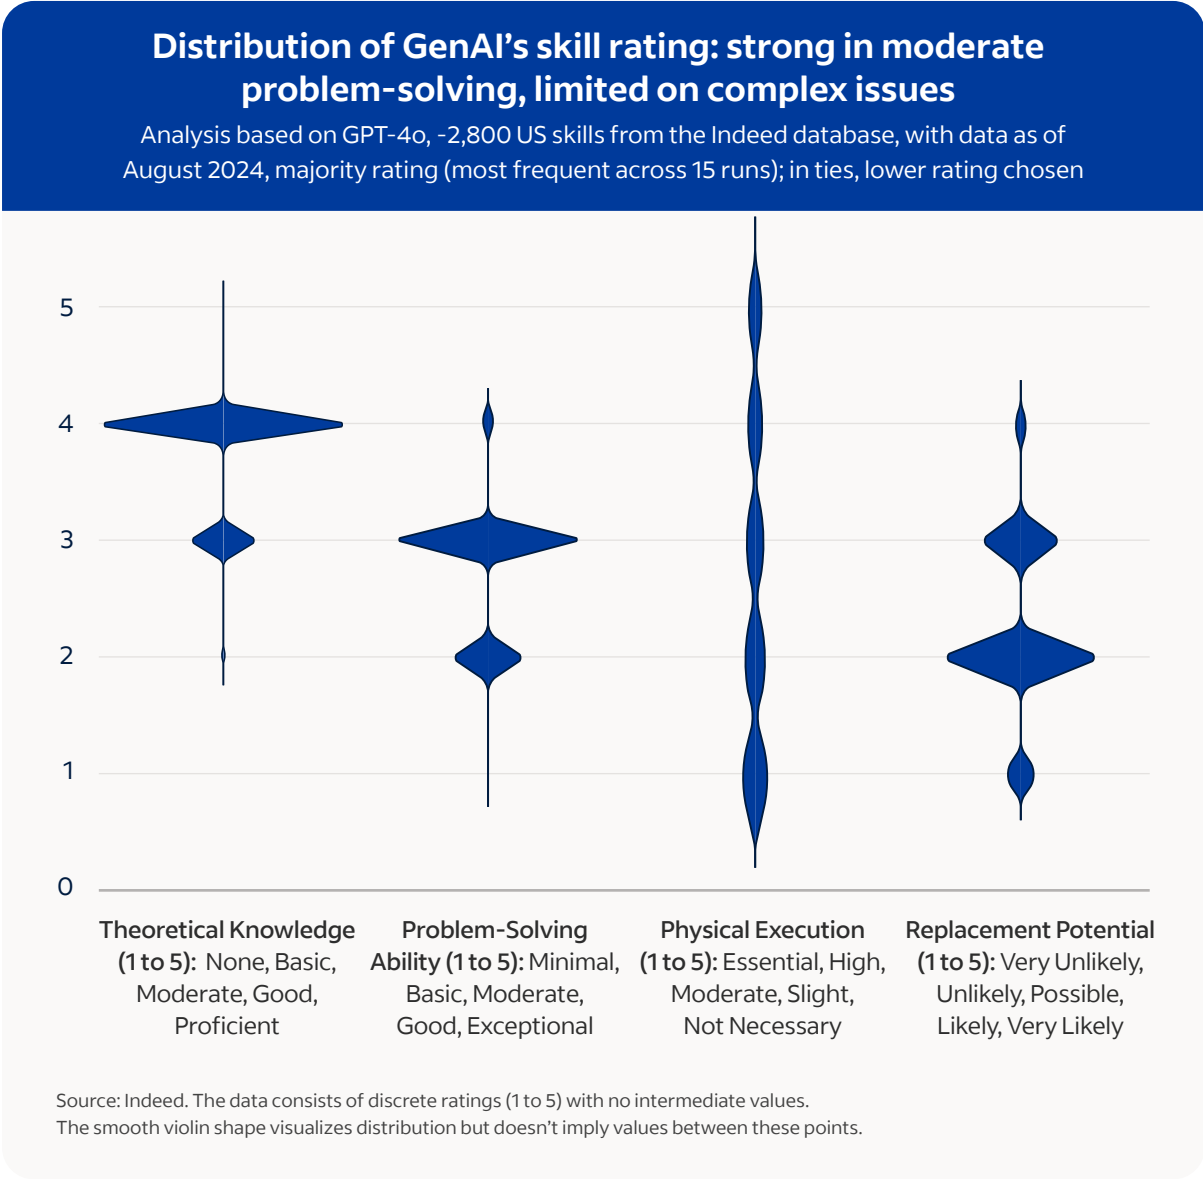 Distribution of GenAI’s skill rating: strong in moderate
problem-solving, limited on complex issues
Analysis based on GPT-4o, -2,800 US skills from the Indeed database, with data as of
August 2024, majority rating (most frequent across 15 runs); in ties, lower rating chosen
5
4
3
2
1
0
Theoretical Knowledge
(1 to 5): None, Basic,
Moderate, Good,
Proficient
Problem-Solving
Ability (1 to 5): Minimal,
Basic, Moderate,
Good, Exceptional
Physical Execution
(1 to 5): Essential, High,
Moderate, Slight,
Not Necessary
Replacement Potential
(1 to 5): Very Unlikely,
Unlikely, Possible,
Likely, Very Likely
Source: Indeed. The data consists of discrete ratings (1 to 5) with no intermediate values.
The smooth violin shape visualizes distribution but doesn’t imply values between these points.